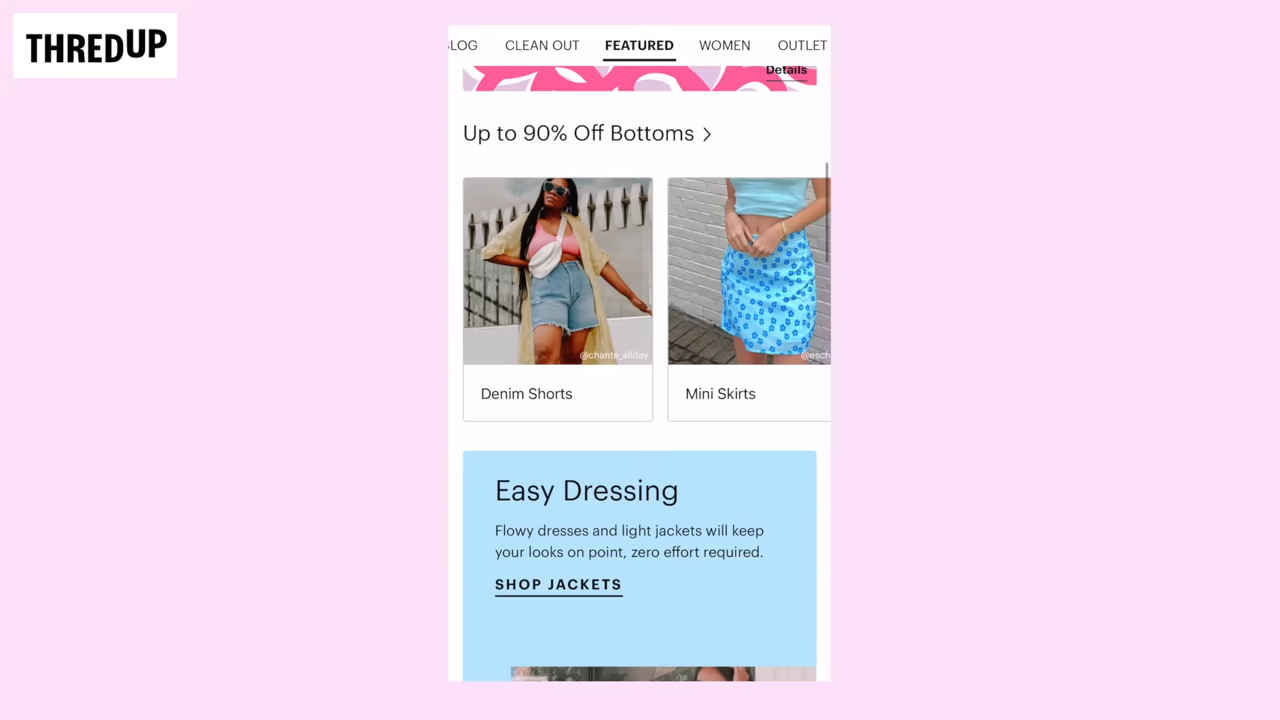 THREDUP
LOG
CLEAN OUT
FEATURED
WOMEN
OUTLET
Details
Up to 90% Off Bottoms
@chante_allday
@esch
Denim Shorts
Mini Skirts
Easy Dressing
Flowy dresses and light jackets will keep
your looks on point, zero effort required.
SHOP JACKETS